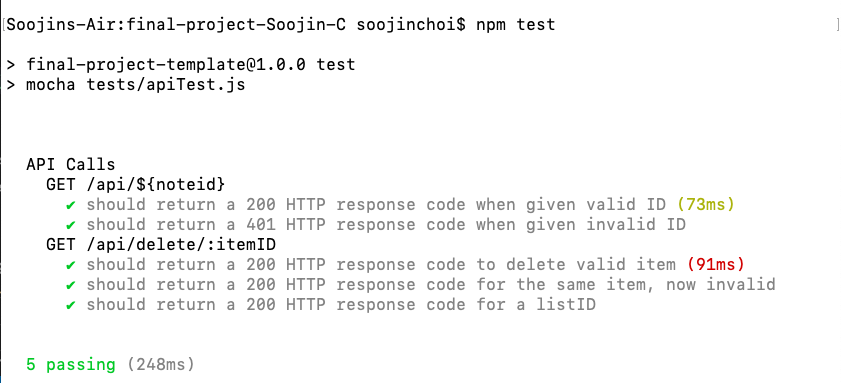 [Soojins-Air:final-project-Soojin-C soojinchoi$ npm test ]
> final-project-template@1.0.0 test
> mocha tests/apiTest.js
API Calls
GET /api/${noteid}
✔ should return a 200 HTTP response code when given valid ID (73ms)
✔ should return a 401 HTTP response code when given invalid ID
GET /api/delete/:itemID
✔ should return a 200 HTTP response code to delete valid item (91ms)
✔ should return a 200 HTTP response code for the same item, now invalid
✔ should return a 200 HTTP response code for a listID
5 passing (248ms)